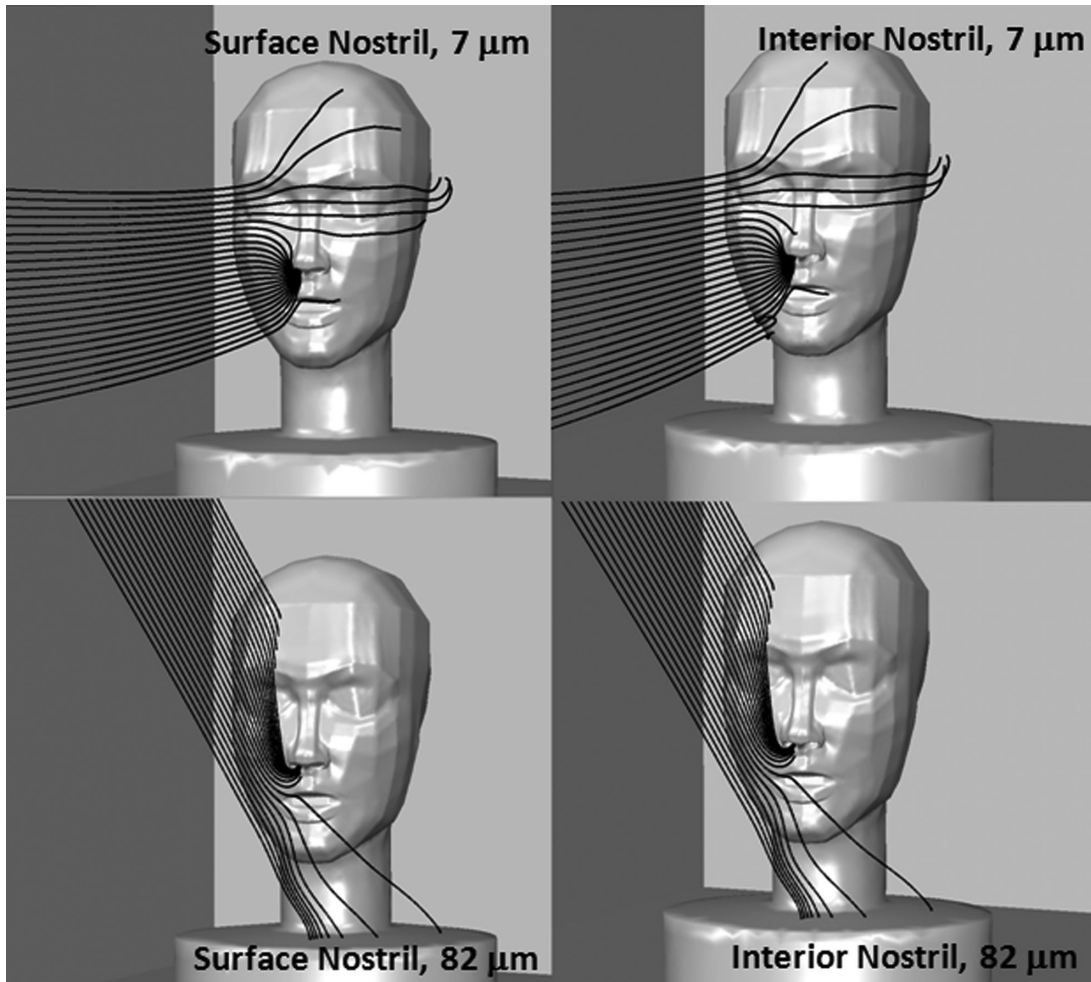 Surface Nostril, 7 μm
Interior Nostril, 7 μm
Surface Nostril, 82 μm
Interior Nostril, 82 μm